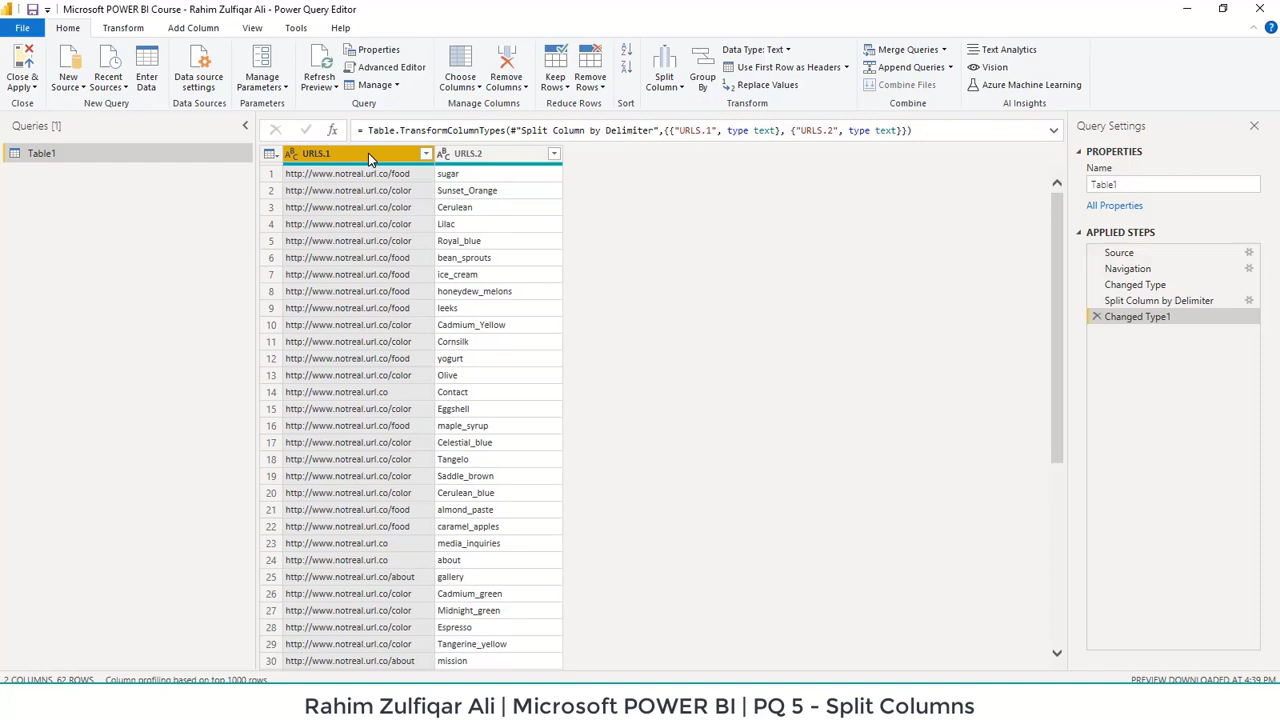 Microsoft POWER BI Course - Rahim Zulfiqar Ali - Power Query Editor
File Home Transform Add Column View Tools Help
Close & Apply
New Source
Recent Sources
Enter Data
Data source settings
Manage Parameters
Refresh Preview
Properties
Advanced Editor
Manage
Choose Columns
Remove Columns
Keep Rows
Remove Rows
Split Column
Group By
Data Type: Text
Use First Row as Headers
Replace Values
Merge Queries
Append Queries
Combine Files
Text Analytics
Vision
Azure Machine Learning
Close New Query Data Sources Parameters Query Manage Columns Reduce Rows Sort Transform Combine AI Insights
Queries [1]
Table1
fx = Table.TransformColumnTypes(#"Split Column by Delimiter",{{"URLS.1", type text}, {"URLS.2", type text}})
ABC URLS.1 ABC URLS.2
1 http://www.notreal.url.co/food sugar
2 http://www.notreal.url.co/color Sunset_Orange
3 http://www.notreal.url.co/color Cerulean
4 http://www.notreal.url.co/color Lilac
5 http://www.notreal.url.co/color Royal_blue
6 http://www.notreal.url.co/food bean_sprouts
7 http://www.notreal.url.co/food ice_cream
8 http://www.notreal.url.co/food honeydew_melons
9 http://www.notreal.url.co/food leeks
10 http://www.notreal.url.co/color Cadmium_Yellow
11 http://www.notreal.url.co/color Cornsilk
12 http://www.notreal.url.co/food yogurt
13 http://www.notreal.url.co/color Olive
14 http://www.notreal.url.co Contact
15 http://www.notreal.url.co/color Eggshell
16 http://www.notreal.url.co/food maple_syrup
17 http://www.notreal.url.co/color Celestial_blue
18 http://www.notreal.url.co/color Tangelo
19 http://www.notreal.url.co/color Saddle_brown
20 http://www.notreal.url.co/color Cerulean_blue
21 http://www.notreal.url.co/food almond_paste
22 http://www.notreal.url.co/food caramel_apples
23 http://www.notreal.url.co media_inquiries
24 http://www.notreal.url.co about
25 http://www.notreal.url.co/about gallery
26 http://www.notreal.url.co/color Cadmium_green
27 http://www.notreal.url.co/color Midnight_green
28 http://www.notreal.url.co/color Espresso
29 http://www.notreal.url.co/color Tangerine_yellow
30 http://www.notreal.url.co/about mission
Query Settings
PROPERTIES
Name
Table1
All Properties
APPLIED STEPS
Source
Navigation
Changed Type
Split Column by Delimiter
Changed Type1
2 COLUMNS, 62 ROWS Column profiling based on top 1000 rows PREVIEW DOWNLOADED AT 4:39 PM
Rahim Zulfiqar Ali | Microsoft POWER BI | PQ 5 - Split Columns